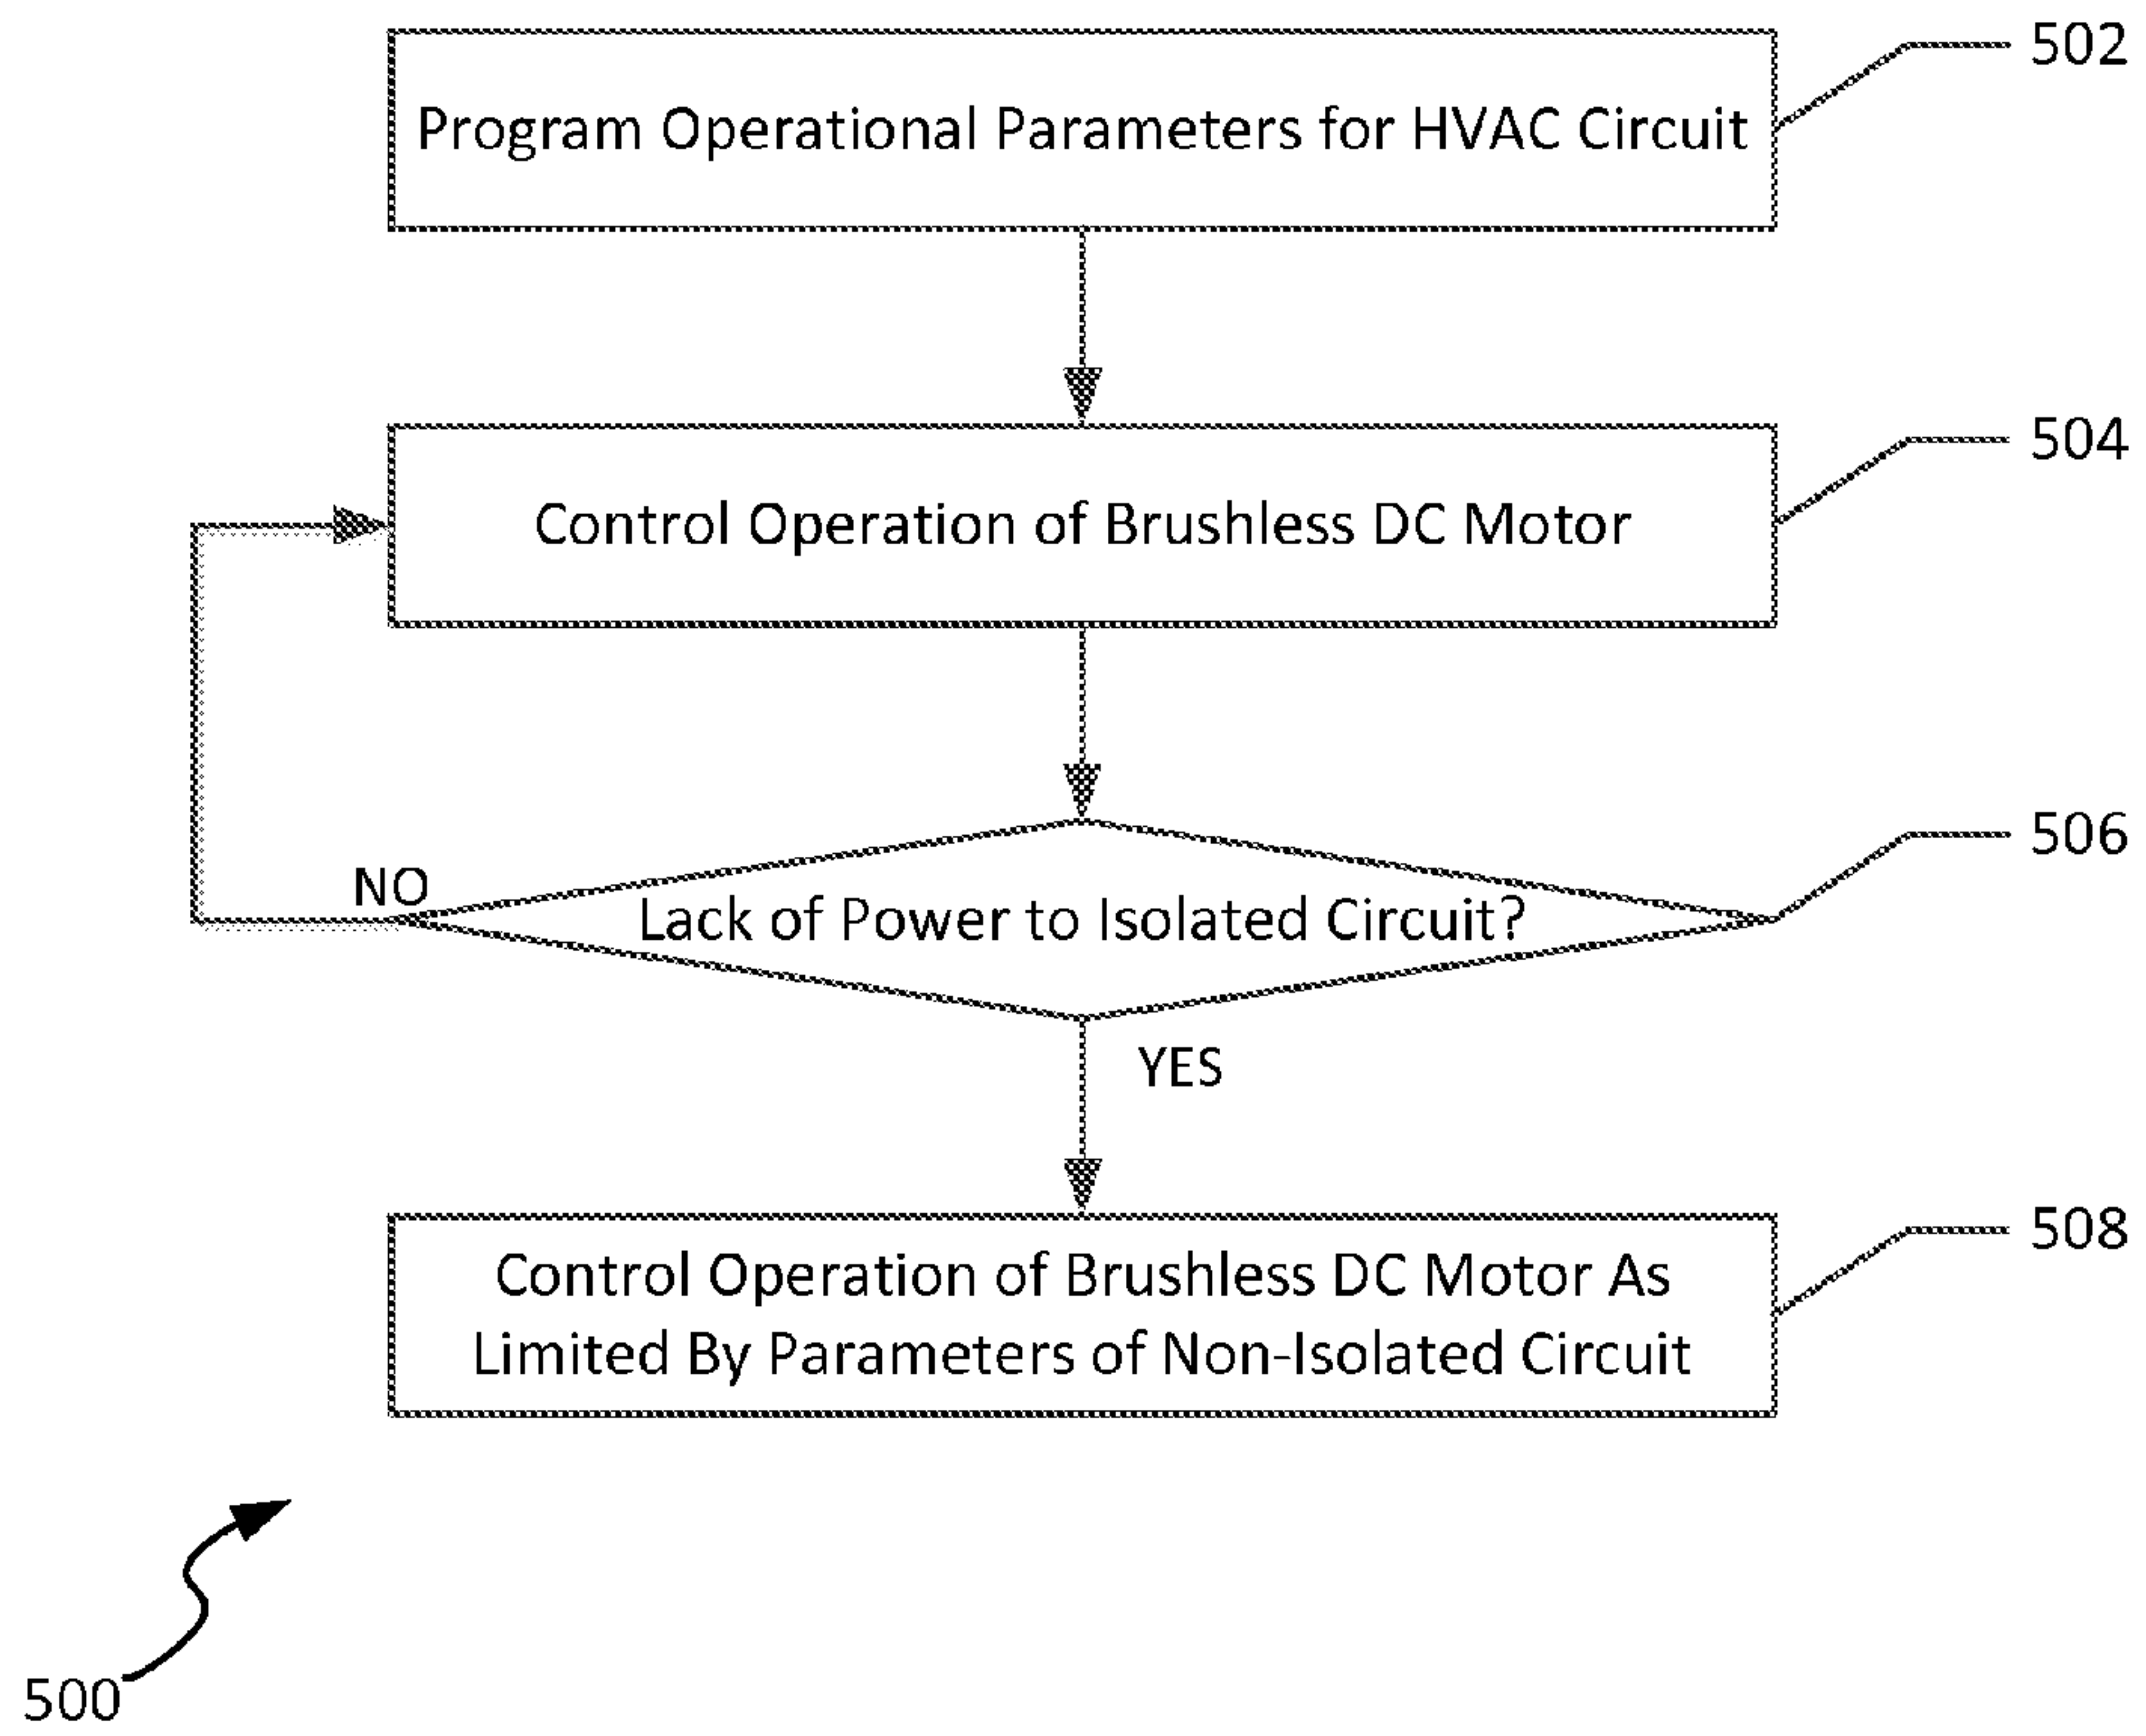 502
Program Operational Parameters for HVAC Circuit
504
Control Operation of Brushless DC Motor
506
NO
Lack of Power to Isolated Circuit?
YES
508
Control Operation of Brushless DC Motor As
Limited By Parameters of Non-Isolated Circuit
500